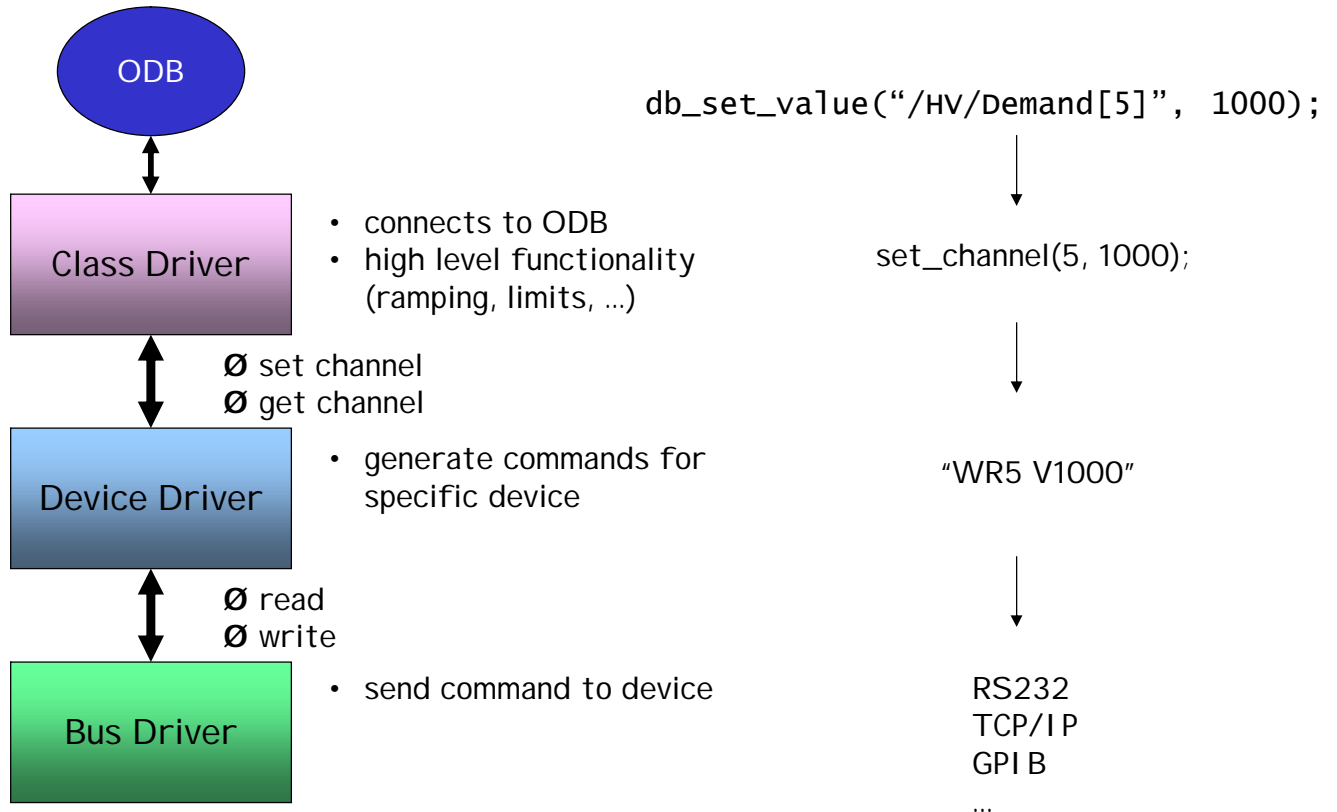 ODB
db_set_value(“/HV/Demand[5]”, 1000);
Class Driver
• connects to ODB
• high level functionality
(ramping, limits, …)
set_channel(5, 1000);
Ø set channel
Ø get channel
Device Driver
• generate commands for
specific device
“WR5 V1000”
Ø read
Ø write
Bus Driver
• send command to device
RS232
TCP/IP
GPIB
…